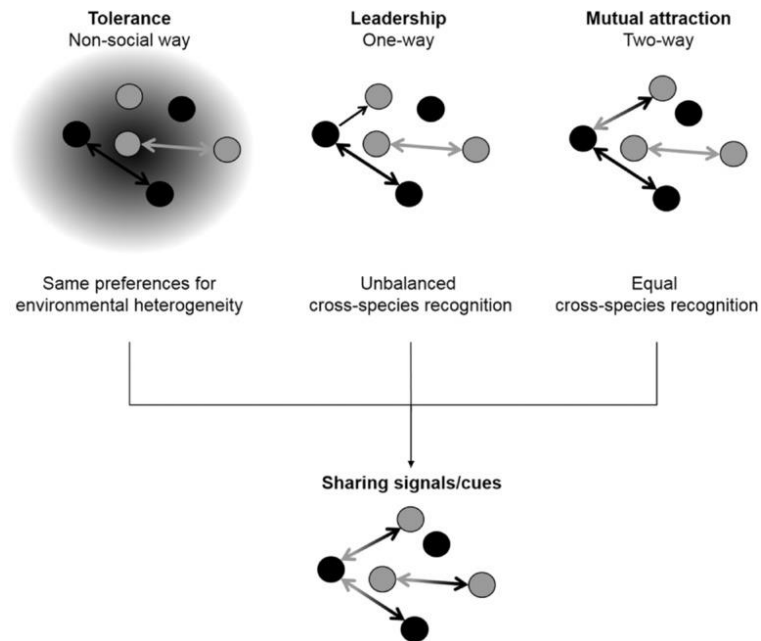 Tolerance
Non-social way
Leadership
One-way
Mutual attraction
Two-way
Same preferences for
environmental heterogeneity
Unbalanced
cross-species recognition
Equal
cross-species recognition
Sharing signals/cues